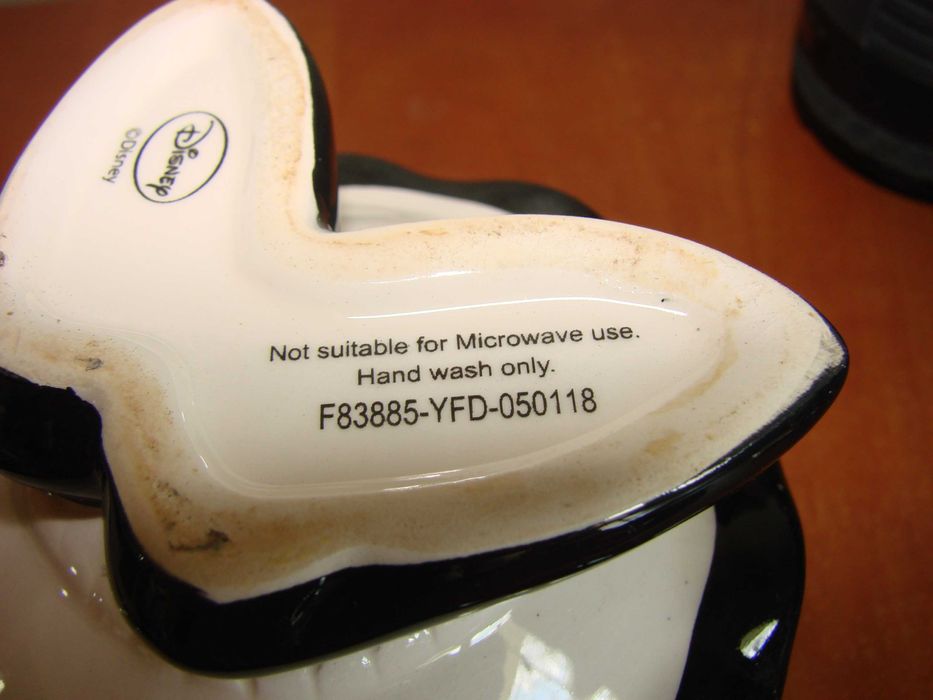 Disney
©Disney
Not suitable for Microwave use.
Hand wash only.
F83885-YFD-050118